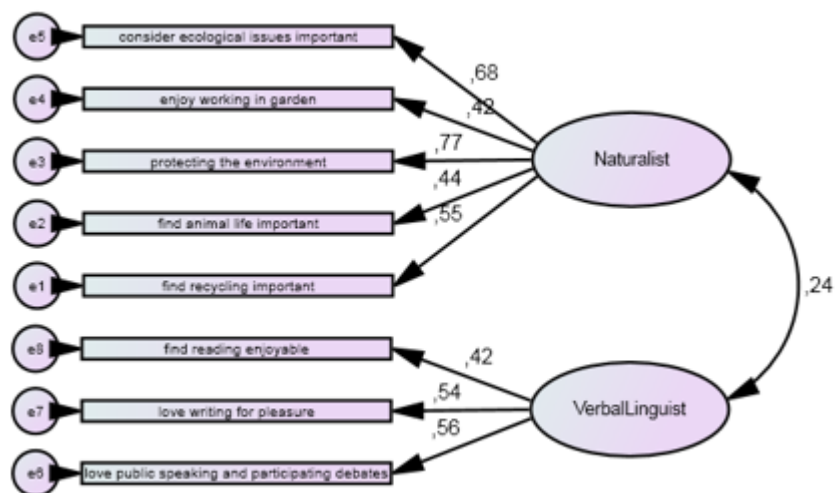 e5
consider ecological issues important
,68
e4
enjoy working in garden
,42
e3
protecting the environment
,77
Naturalist
e2
find animal life important
,44
,55
e1
find recycling important
,24
e8
find reading enjoyable
,42
e7
love writing for pleasure
,54
VerbalLinguist
e6
love public speaking and participating debates
,56